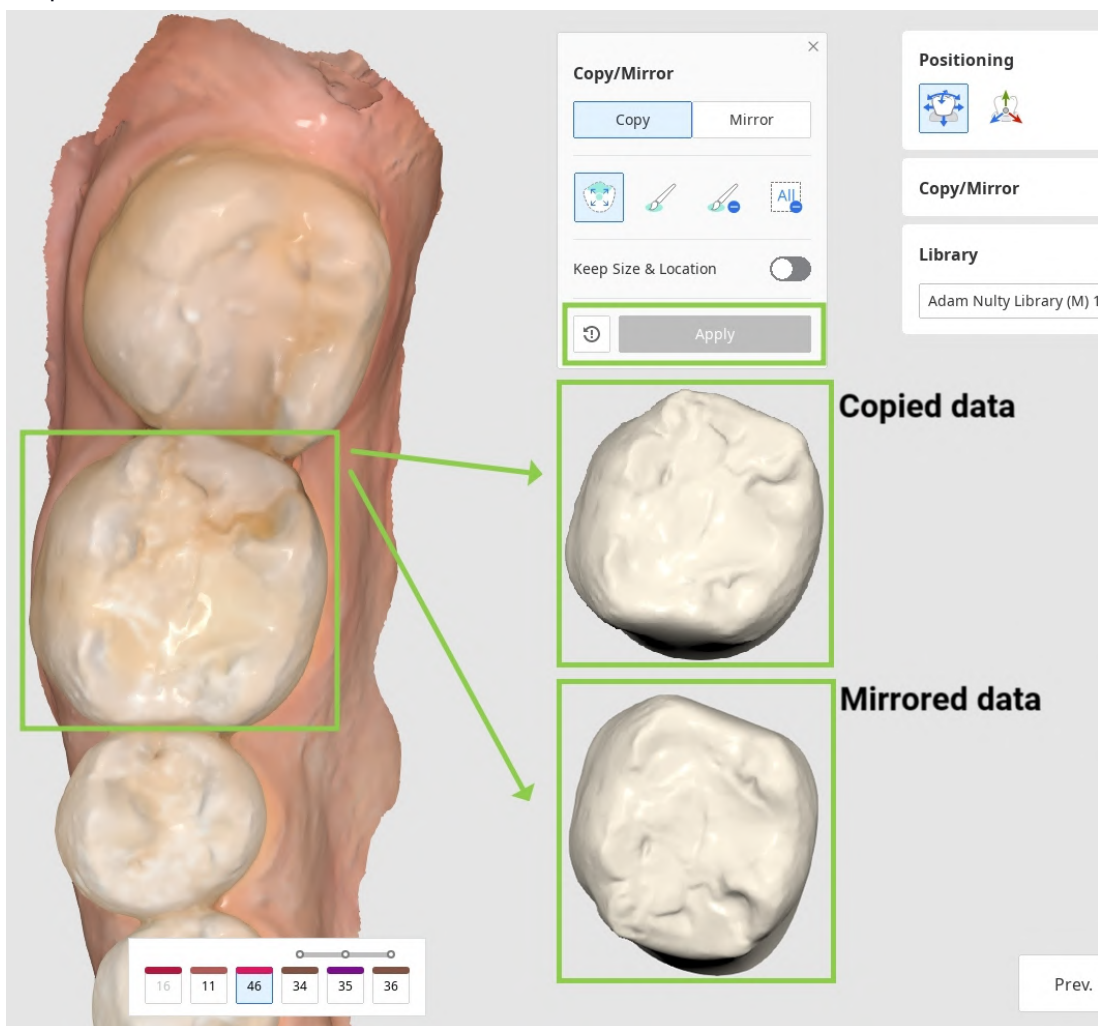 Copy/Mirror
Copy Mirror
All
Keep Size & Location
Apply
Positioning
Copy/Mirror
Library
Adam Nulty Library (M) 1
Copied data
Mirrored data
16 11 46 34 35 36
Prev.